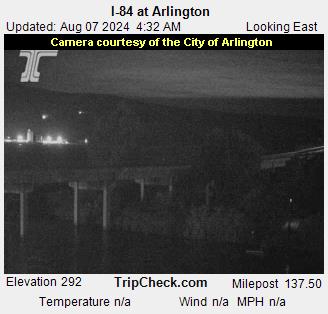 I-84 at Arlington
Updated: Aug 07 2024 4:32 AM Looking East
Camera courtesy of the City of Arlington
Elevation 292 TripCheck.com Milepost 137.50
Temperature n/a Wind n/a MPH n/a